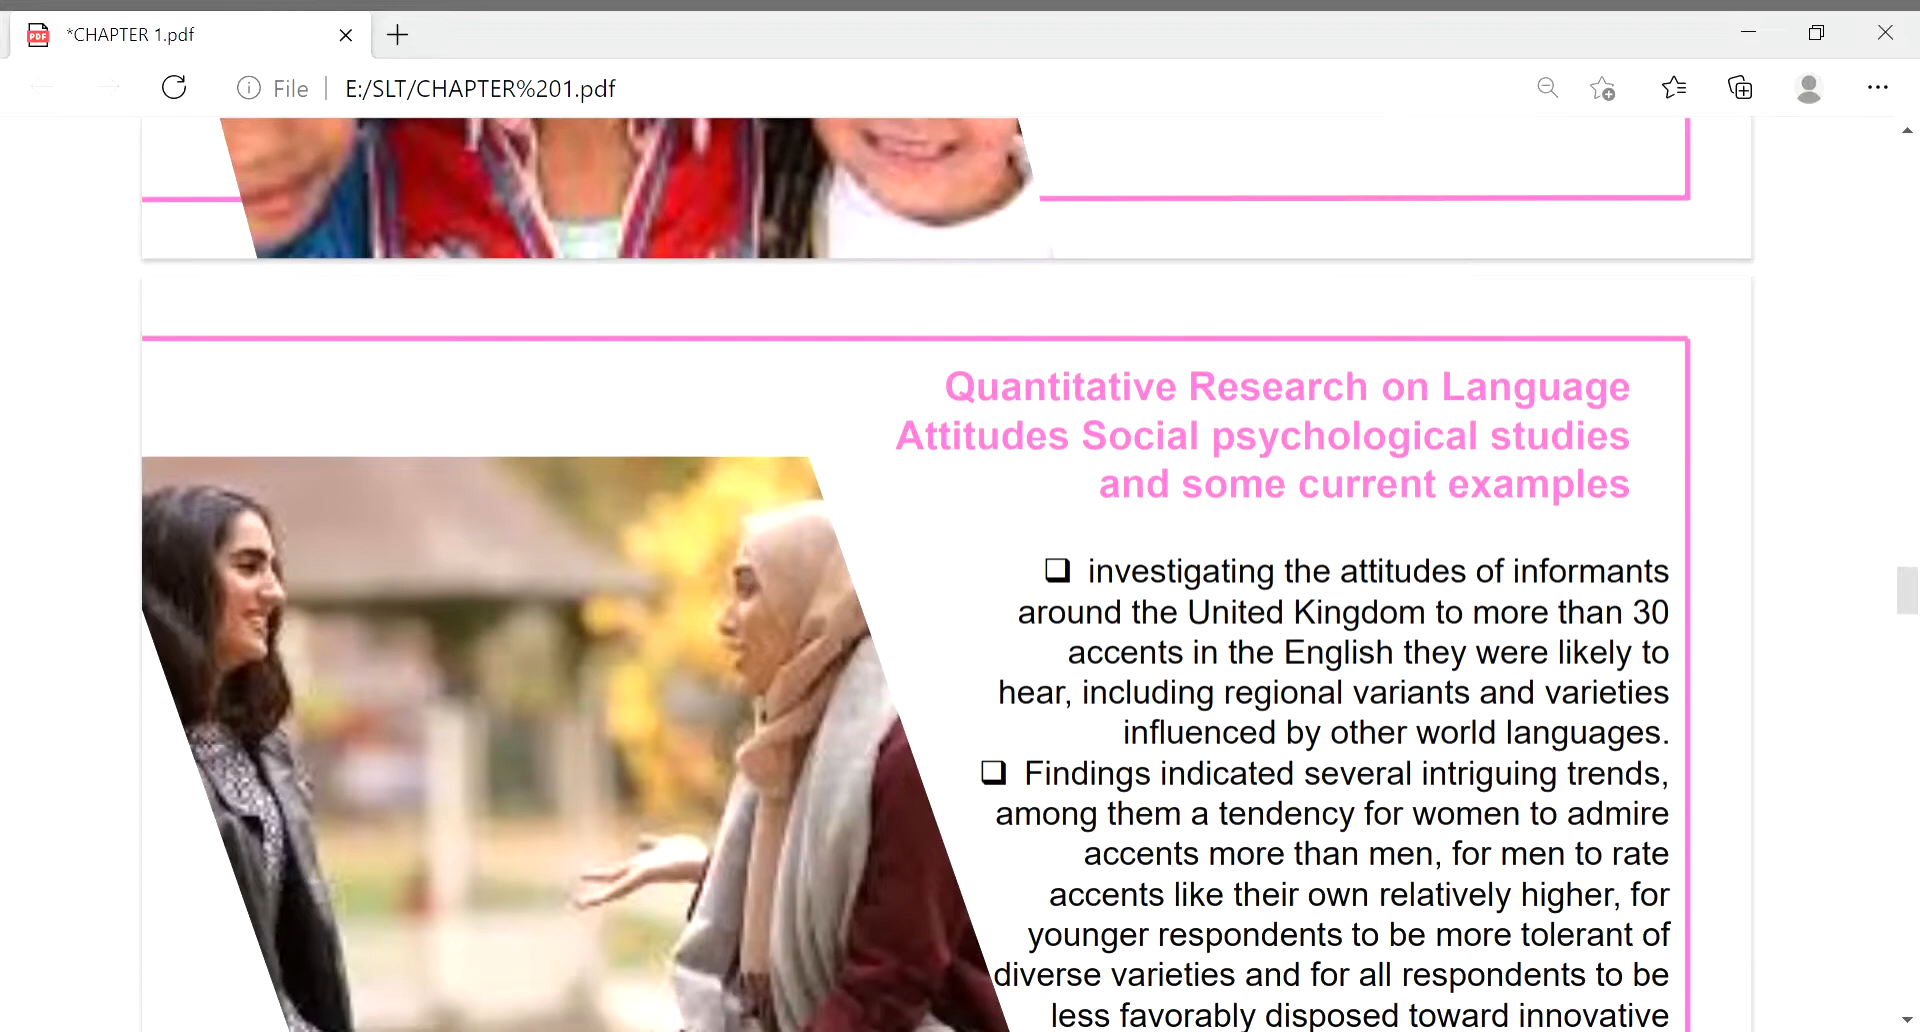 *CHAPTER 1.pdf
File | E:/SLT/CHAPTER%201.pdf
Quantitative Research on Language
Attitudes Social psychological studies
and some current examples
❑ investigating the attitudes of informants
around the United Kingdom to more than 30
accents in the English they were likely to
hear, including regional variants and varieties
influenced by other world languages.
❑ Findings indicated several intriguing trends,
among them a tendency for women to admire
accents more than men, for men to rate
accents like their own relatively higher, for
younger respondents to be more tolerant of
diverse varieties and for all respondents to be
less favorably disposed toward innovative